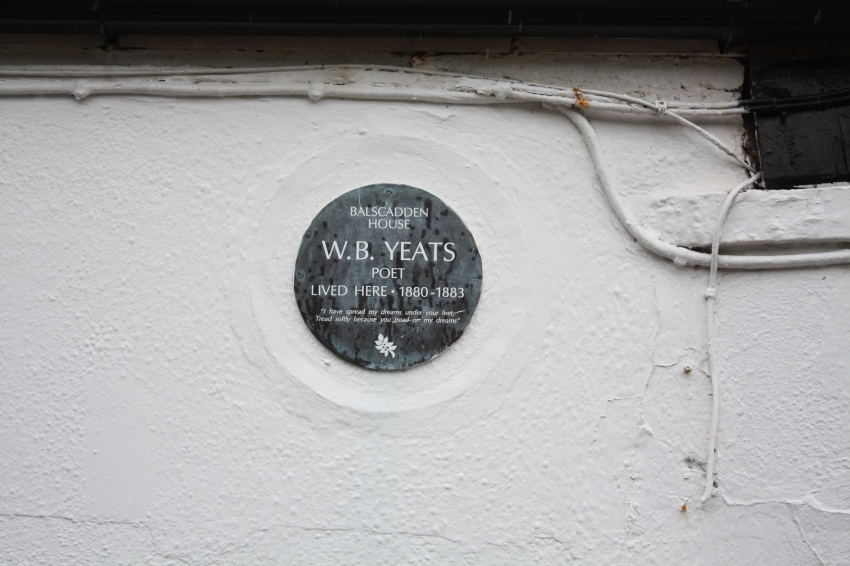 BALSCADDEN
HOUSE
W.B. YEATS
POET
LIVED HERE • 1880-1883
"I have spread my dreams under your feet;
Tread softly because you tread on my dreams"